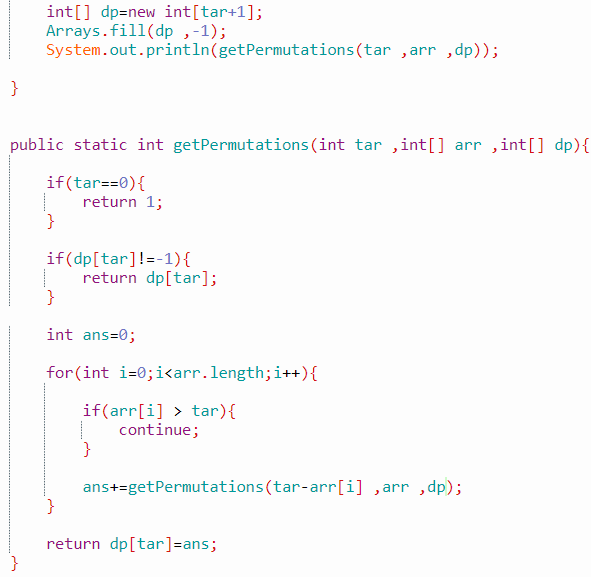 int[] dp=new int[tar+1];
Arrays.fill(dp ,-1);
System.out.println(getPermutations(tar ,arr ,dp));
}
public static int getPermutations(int tar ,int[] arr ,int[] dp){
if(tar==0){
return 1;
}
if(dp[tar]!=-1){
return dp[tar];
}
int ans=0;
for(int i=0;i<arr.length;i++){
if(arr[i] > tar){
continue;
}
ans+=getPermutations(tar-arr[i] ,arr ,dp);
}
return dp[tar]=ans;
}